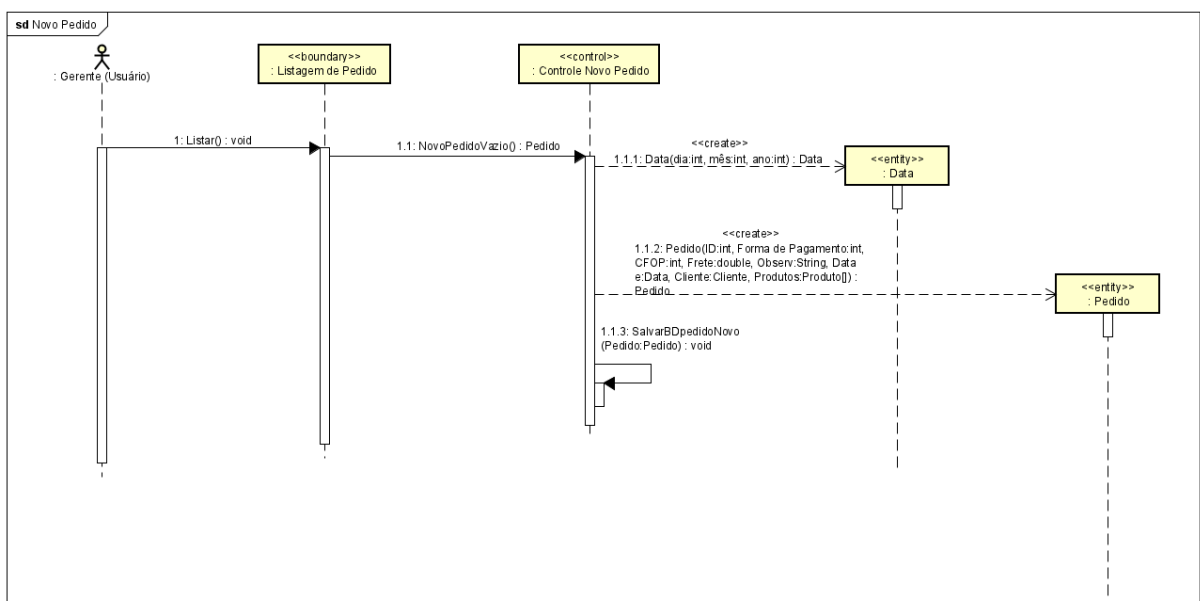 sd Novo Pedido
: Gerente (Usuário)
<<boundary>>
: Listagem de Pedido
<<control>>
: Controle Novo Pedido
1: Listar() : void
1.1: NovoPedidoVazio() : Pedido
<<create>>
1.1.1: Data(dia:int, mês:int, ano:int) : Data
<<entity>>
: Data
<<create>>
1.1.2: Pedido(ID:int, Forma de Pagamento:int,
CFOP:int, Frete:double, Observ:String, Data
e:Data, Cliente:Cliente, Produtos:Produto[]) :
Pedido
<<entity>>
: Pedido
1.1.3: SalvarBDpedidoNovo
(Pedido:Pedido) : void